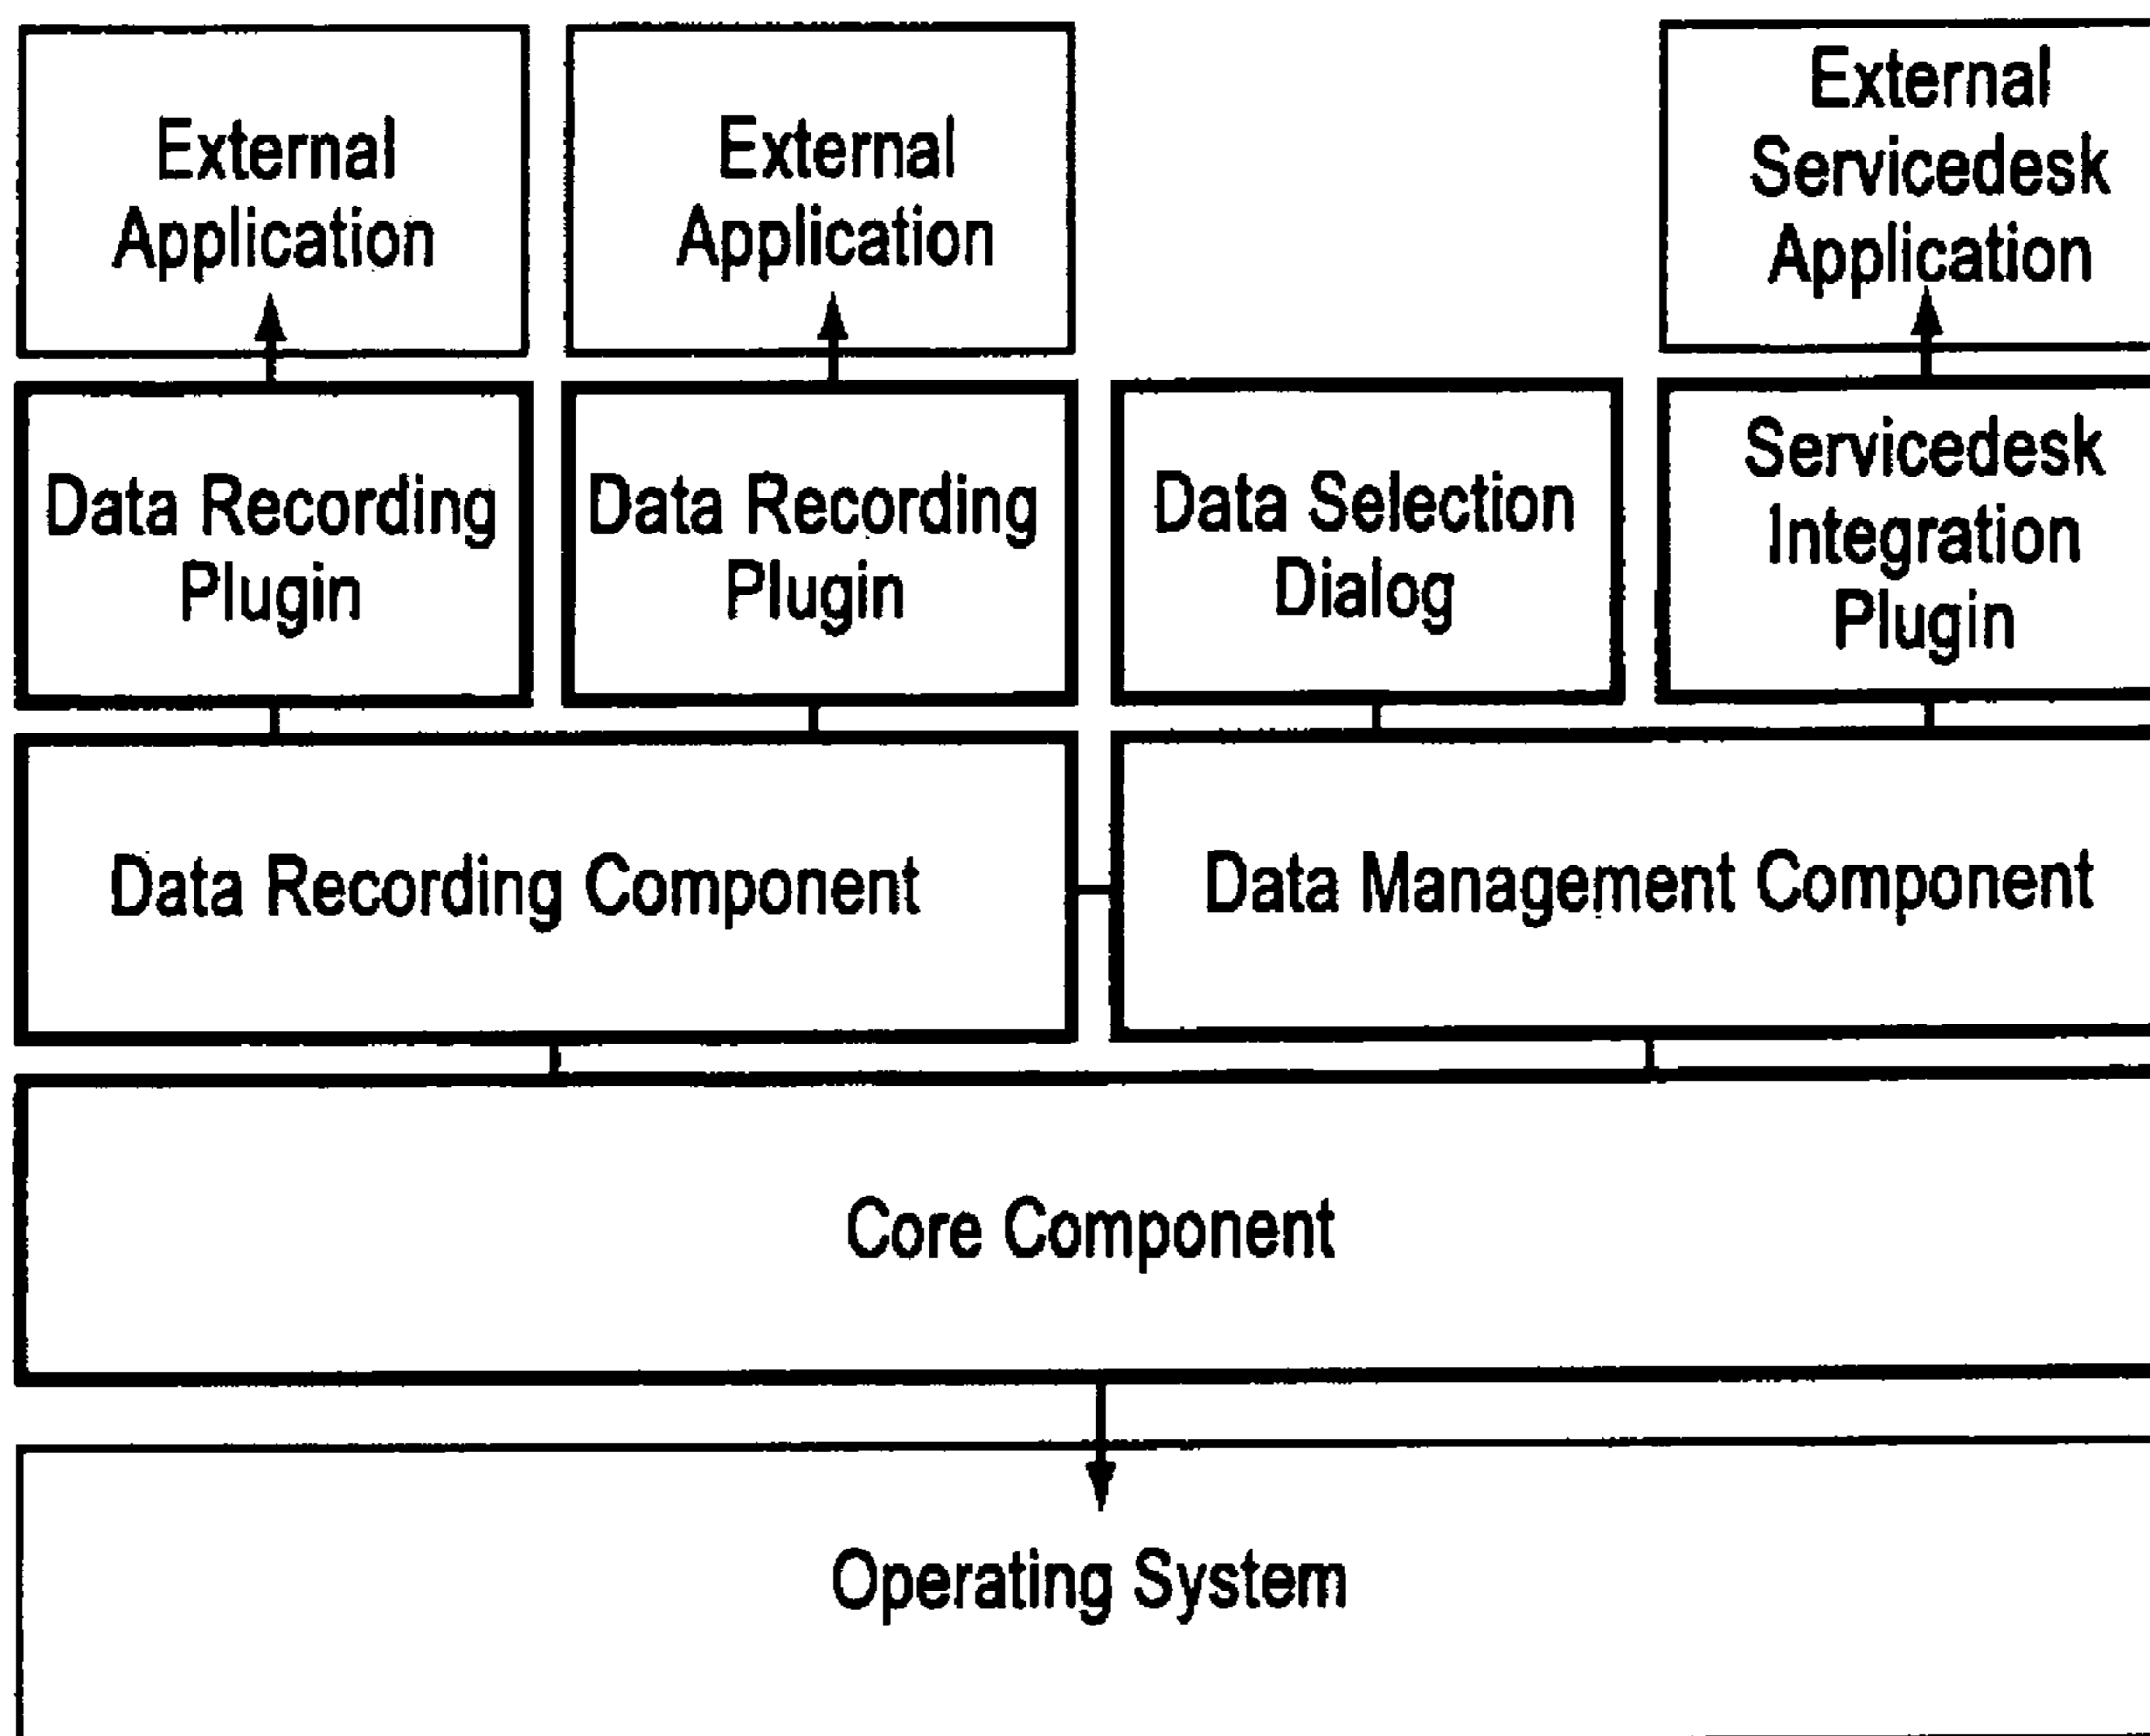 External
Application
External
Application
External
Servicedesk
Application
Data Recording
Plugin
Data Recording
Plugin
Data Selection
Dialog
Servicedesk
Integration
Plugin
Data Recording Component
Data Management Component
Core Component
Operating System